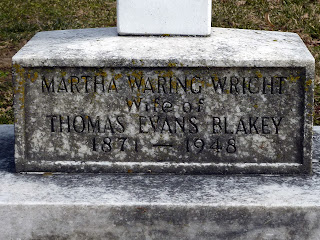 MARTHA WARING WRIGHT
Wife of
THOMAS EVANS BLAKEY
1871 — 1948